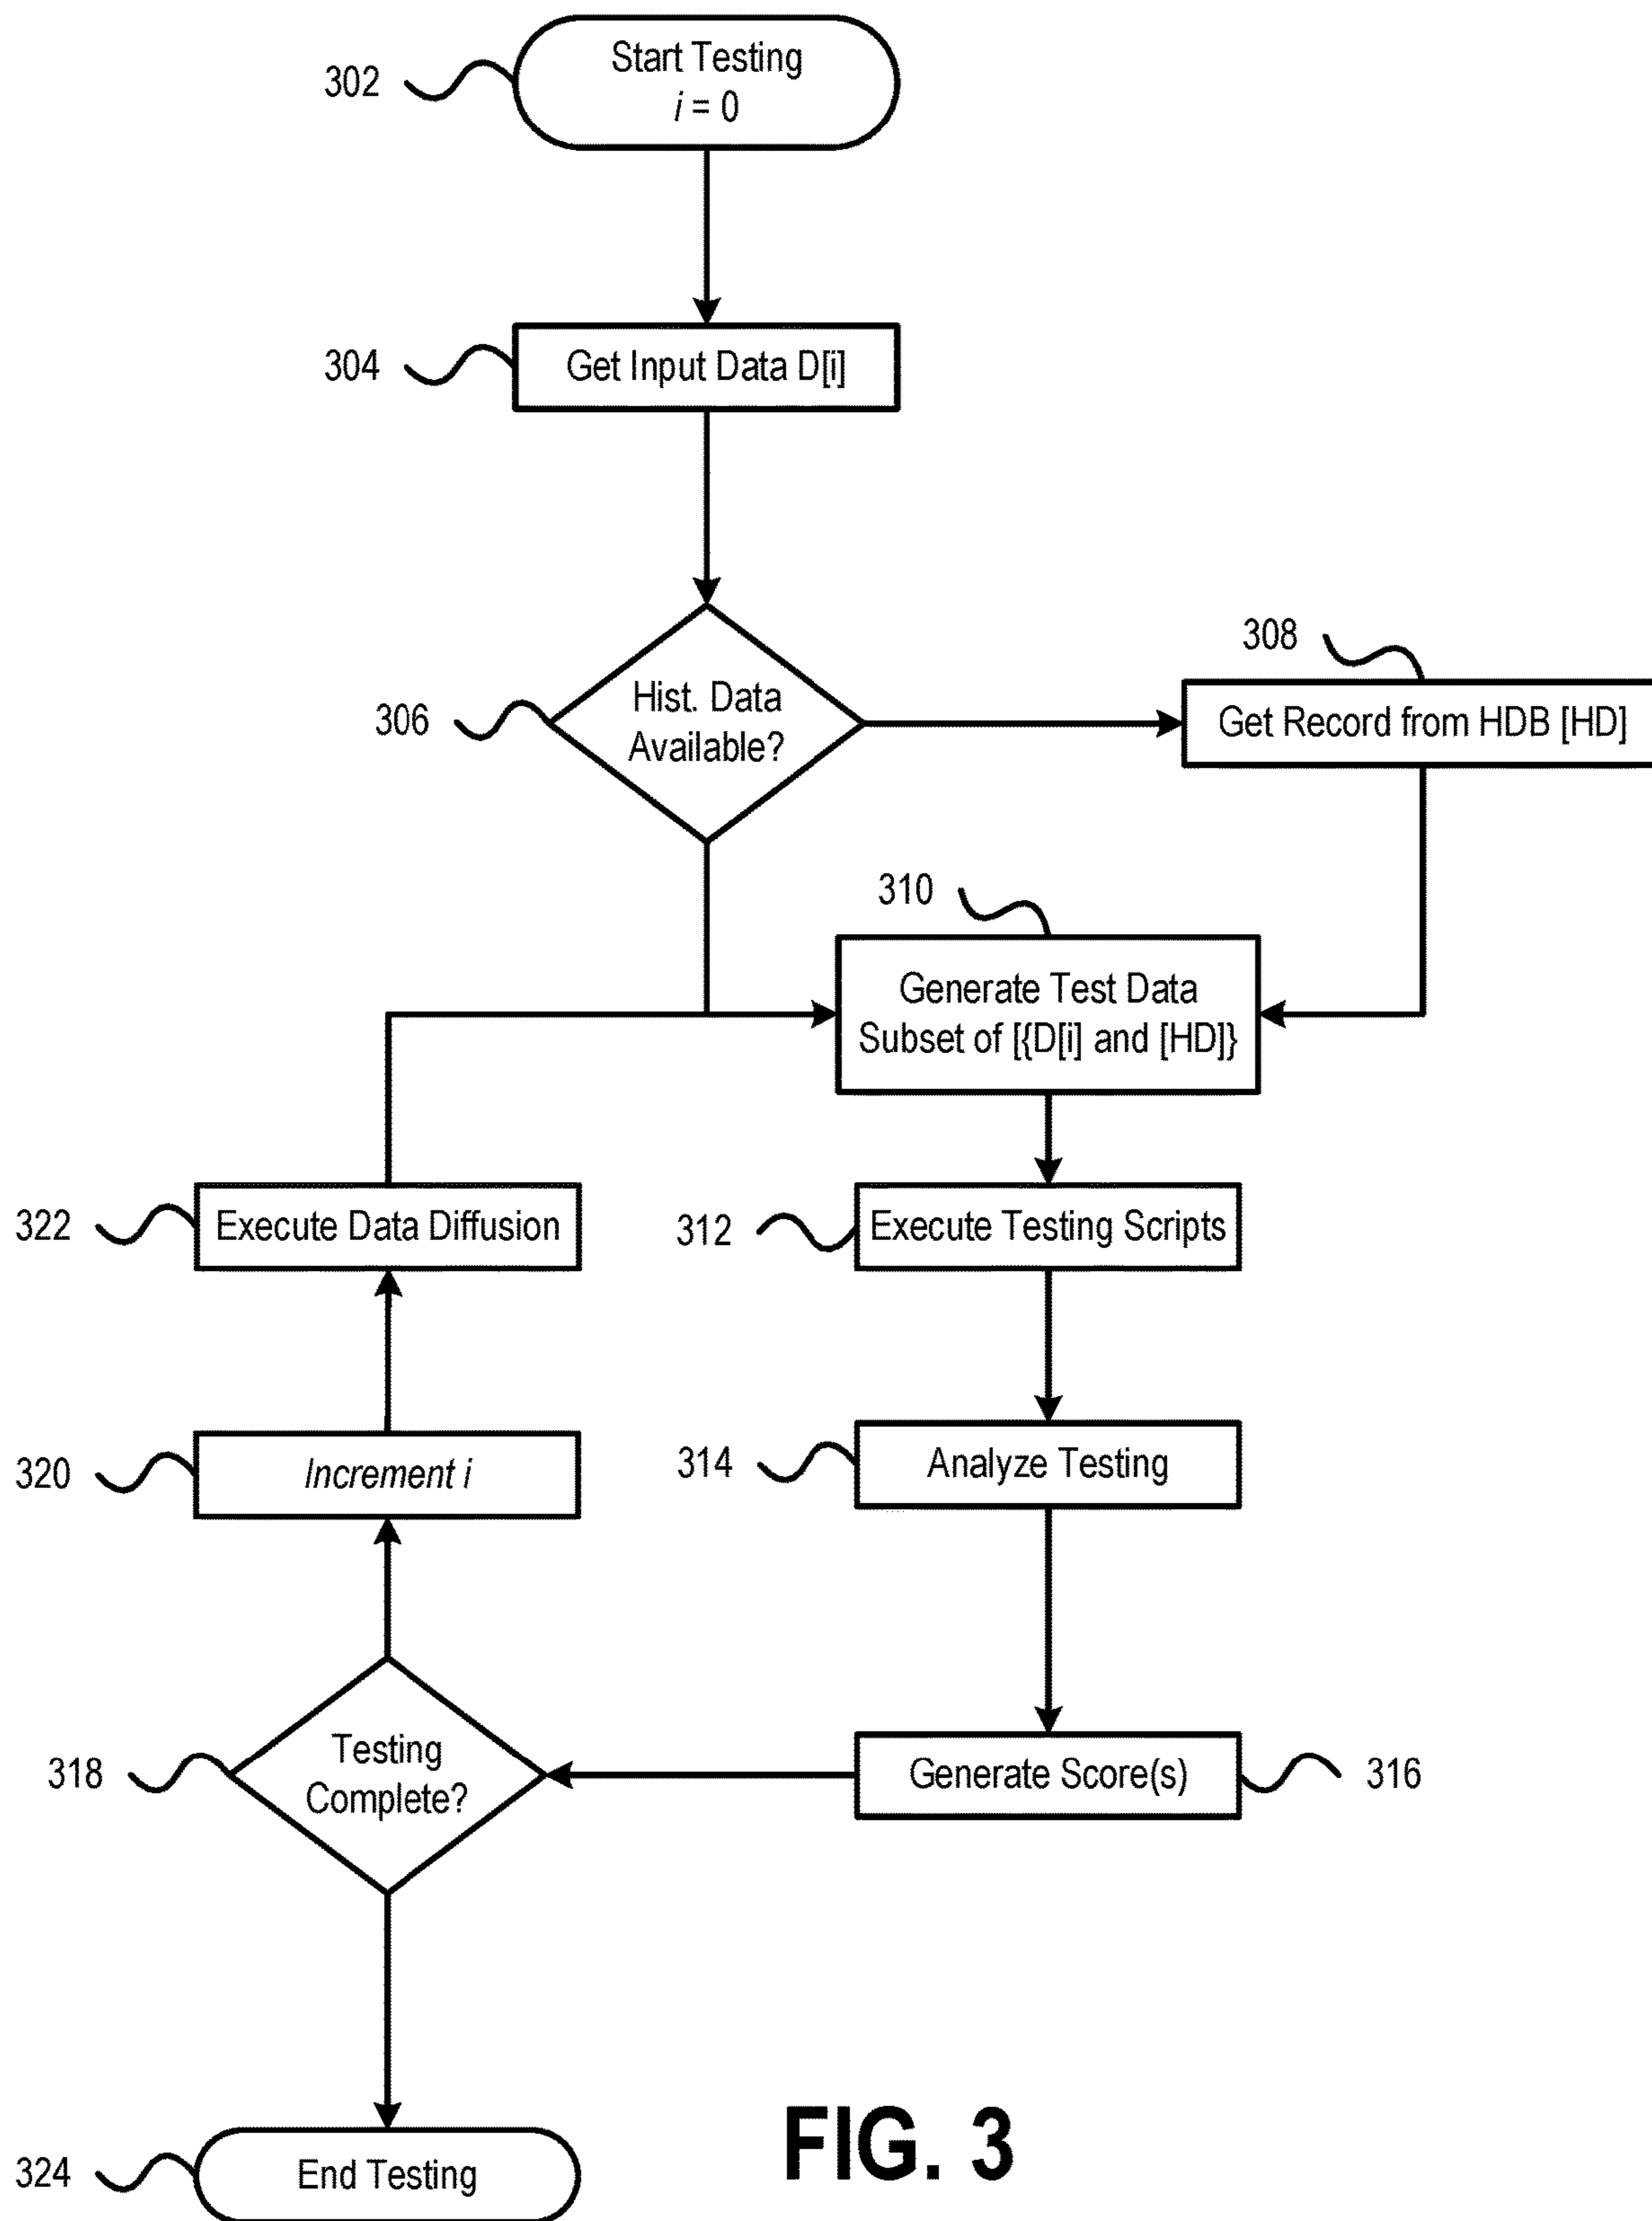 302
Start Testing
i = 0
304
Get Input Data D[i]
306
Hist. Data
Available?
308
Get Record from HDB [HD]
310
Generate Test Data
Subset of [{D[i] and [HD]}
322
Execute Data Diffusion
312
Execute Testing Scripts
320
Increment i
314
Analyze Testing
318
Testing
Complete?
Generate Score(s)
316
324
End Testing
FIG. 3